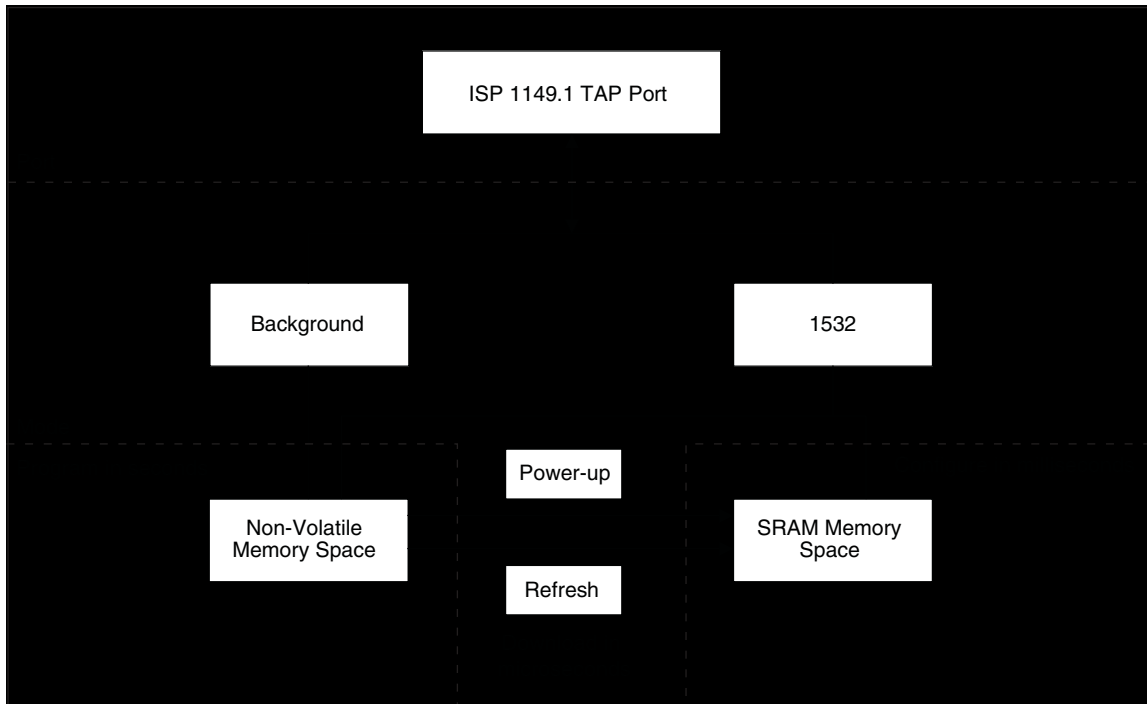 ISP 1149.1 TAP Port
Background
1532
Power-up
Non-Volatile
Memory Space
SRAM Memory
Space
Refresh